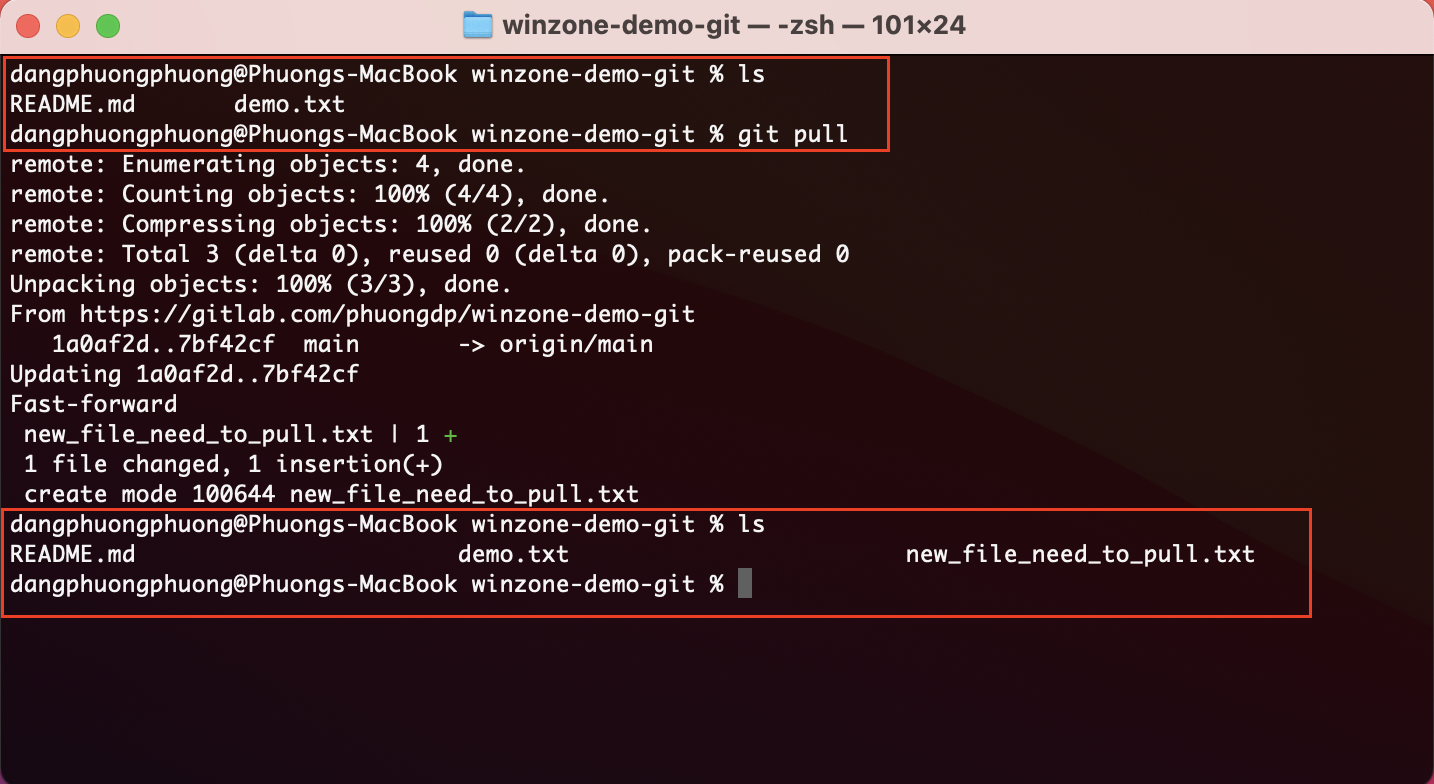 winzone-demo-git — -zsh — 101×24
dangphuongphuong@Phuongs-MacBook winzone-demo-git % ls
README.md       demo.txt
dangphuongphuong@Phuongs-MacBook winzone-demo-git % git pull
remote: Enumerating objects: 4, done.
remote: Counting objects: 100% (4/4), done.
remote: Compressing objects: 100% (2/2), done.
remote: Total 3 (delta 0), reused 0 (delta 0), pack-reused 0
Unpacking objects: 100% (3/3), done.
From https://gitlab.com/phuongdp/winzone-demo-git
   1a0af2d..7bf42cf  main       -> origin/main
Updating 1a0af2d..7bf42cf
Fast-forward
 new_file_need_to_pull.txt | 1 +
 1 file changed, 1 insertion(+)
 create mode 100644 new_file_need_to_pull.txt
dangphuongphuong@Phuongs-MacBook winzone-demo-git % ls
README.md                       demo.txt                        new_file_need_to_pull.txt
dangphuongphuong@Phuongs-MacBook winzone-demo-git %